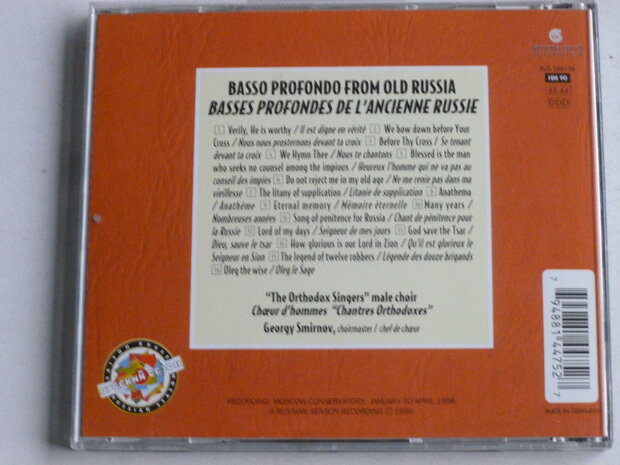 HM 90
DDD
BASSO PROFONDO FROM OLD RUSSIA
BASSES PROFONDES DE L'ANCIENNE RUSSIE
1 Verily, He is worthy / Il est digne en vérité 2 We bow down before Your
Cross / Nous nous prosternons devant ta croix 3 Before Thy Cross / Se tenant
devant ta croix 4 We Hymn Thee / Nous te chantons 5 Blessed is the man
who seeks no counsel among the impious / Heureux l'homme qui ne va pas au
conseil des impies 6 Do not reject me in my old age / Ne me renie pas dans ma
vieillesse 7 The litany of supplication / Litanie de supplication 8 Anathema
/ Anathême 9 Eternal memory / Mémoire éternelle 10 Many years /
Nombreuses années 11 Song of penitence for Russia / Chant de pénitence pour
la Russie 12 Lord of my days / Seigneur de mes jours 13 God save the Tsar /
Dieu, sauve le tsar 14 How glorious is our Lord in Zion / Qu'il est glorieux le
Seigneur en Sion 15 The legend of twelve robbers / Légende des douze brigands
16 Oleg the wise / Oleg le Sage
"The Orthodox Singers" male choir
Chœur d'hommes "Chantres Orthodoxes"
Georgy Smirnov, choirmaster / chef de chœur
RECORDING: MOSCOW CONSERVATORY, JANUARY TO APRIL 1998
A RUSSIAN SEASON RECORDING © 1999
7 94881 44752 7
MADE IN GERMANY